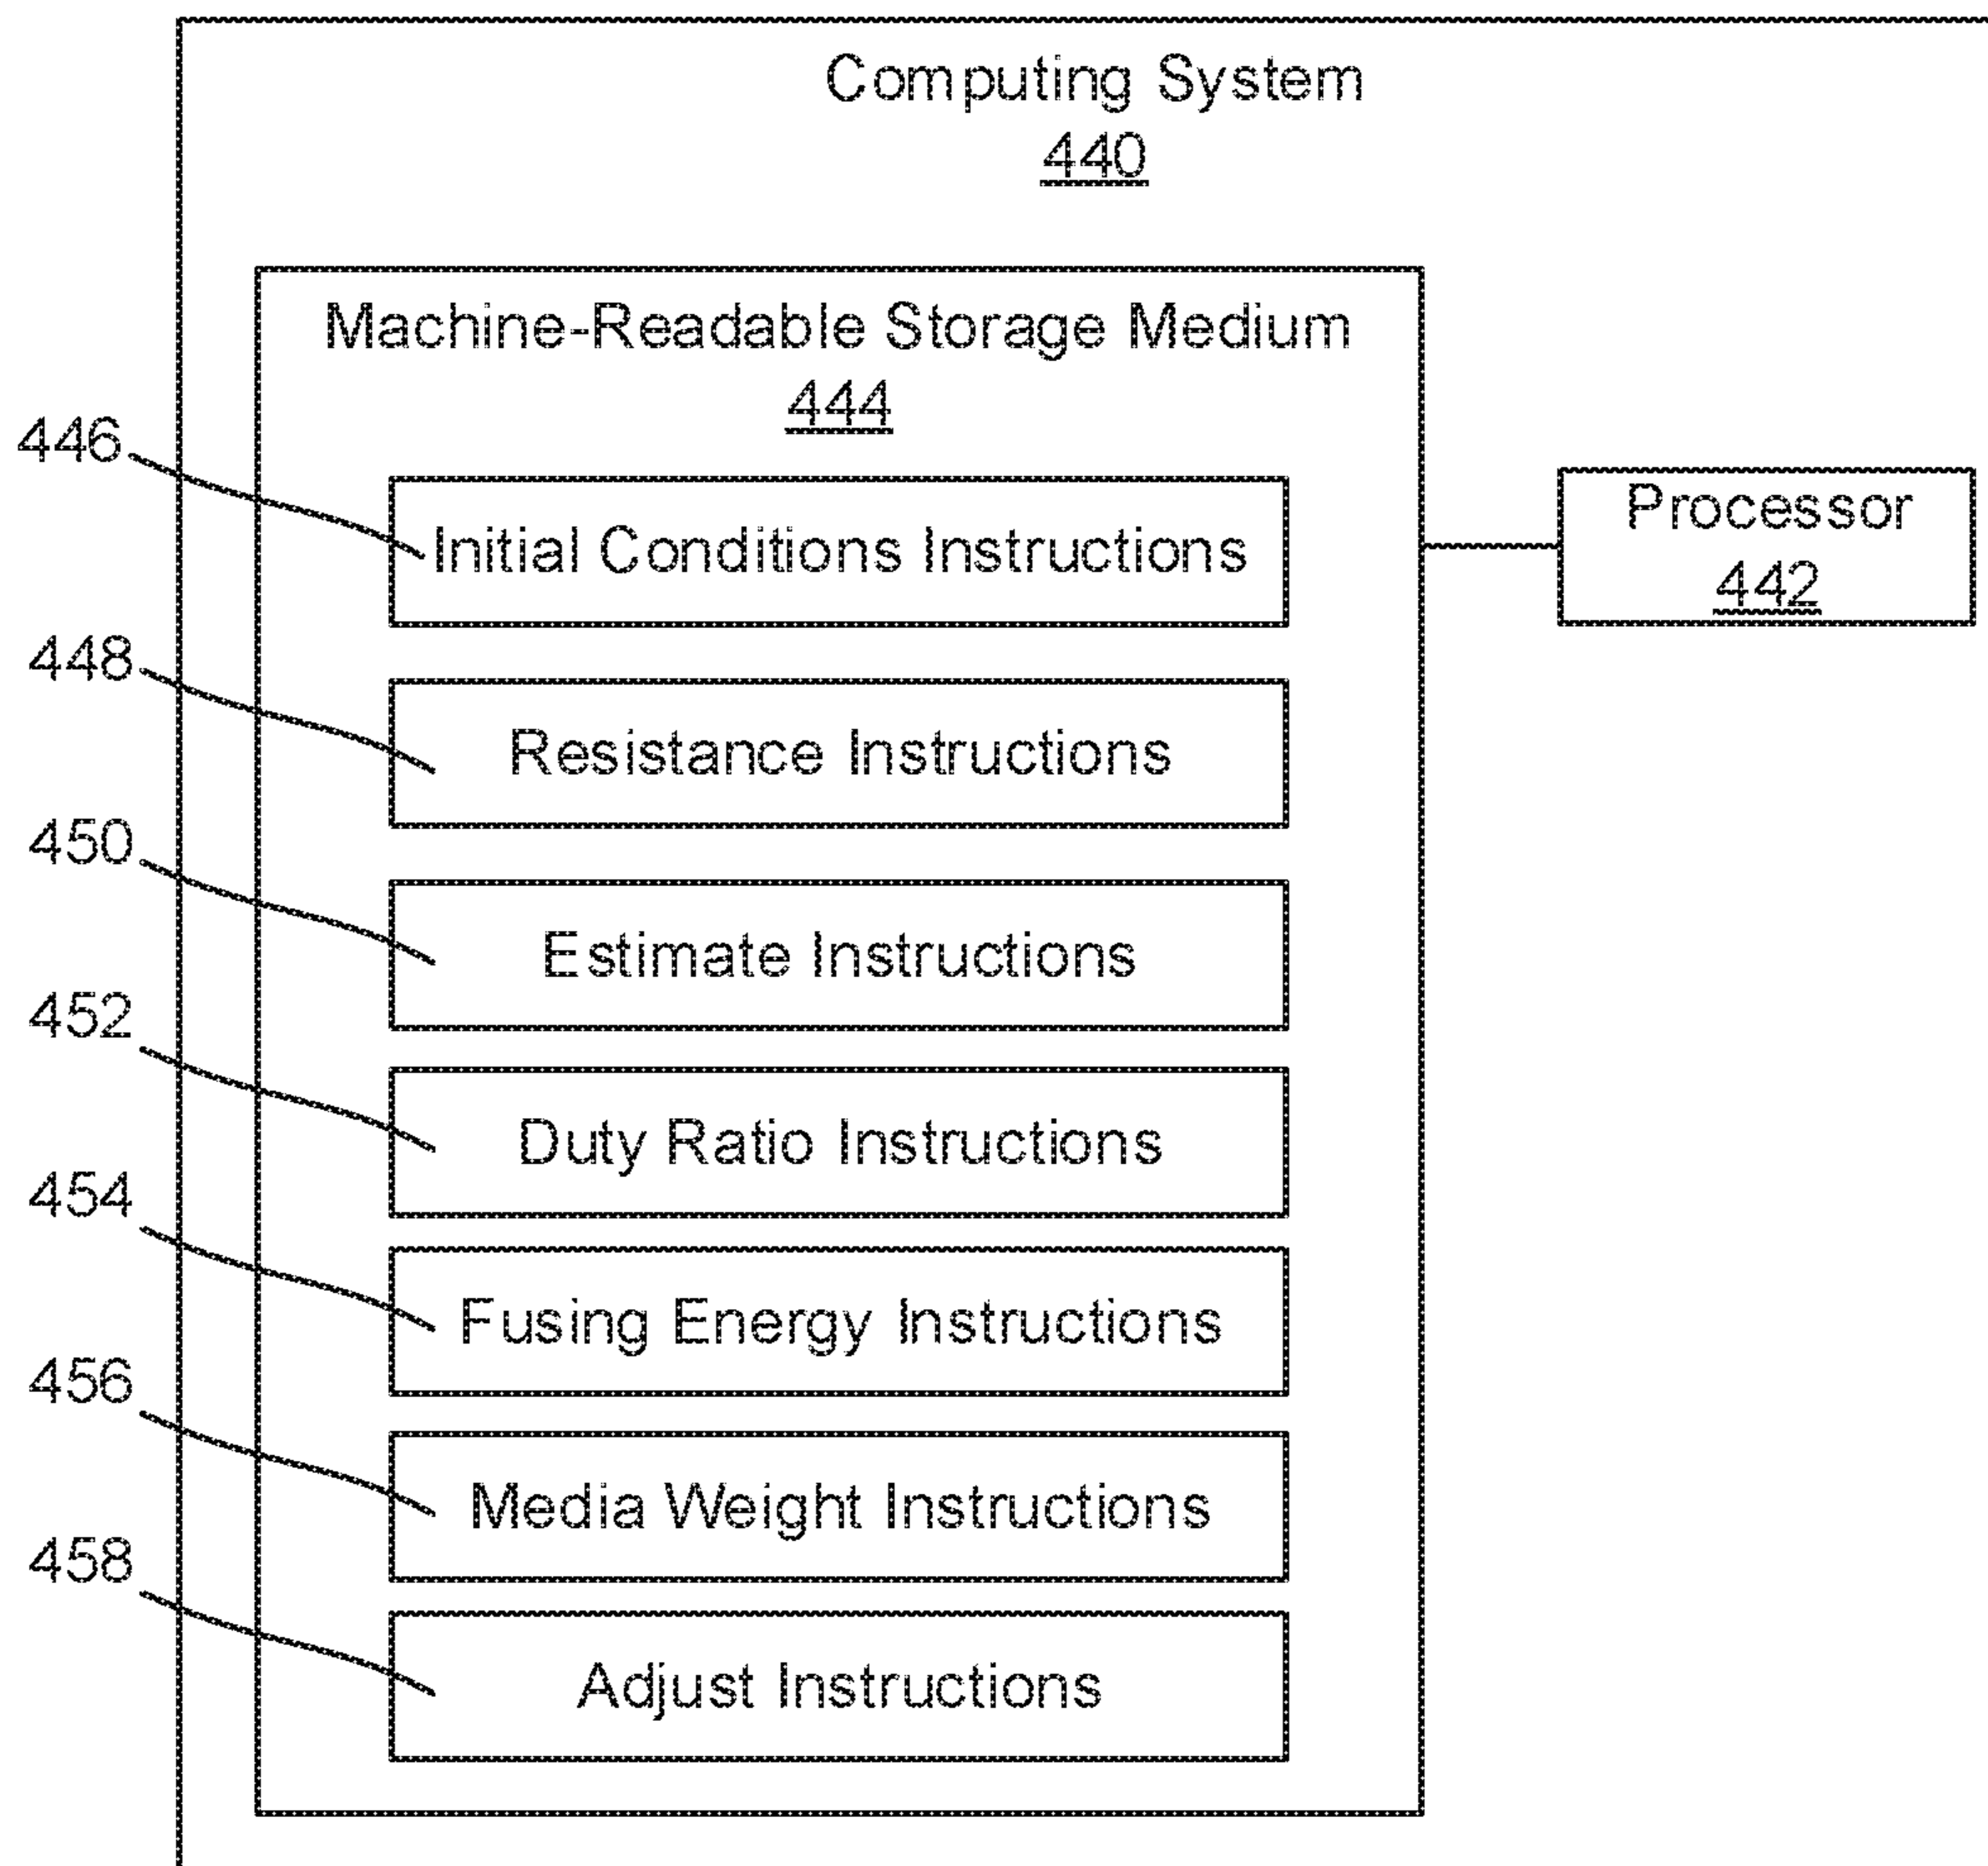 Computing System
440
Machine-Readable Storage Medium
444
446
Initial Conditions Instructions
Processor
442
448
Resistance Instructions
450
Estimate Instructions
452
Duty Ratio Instructions
454
Fusing Energy Instructions
456
Media Weight Instructions
458
Adjust Instructions